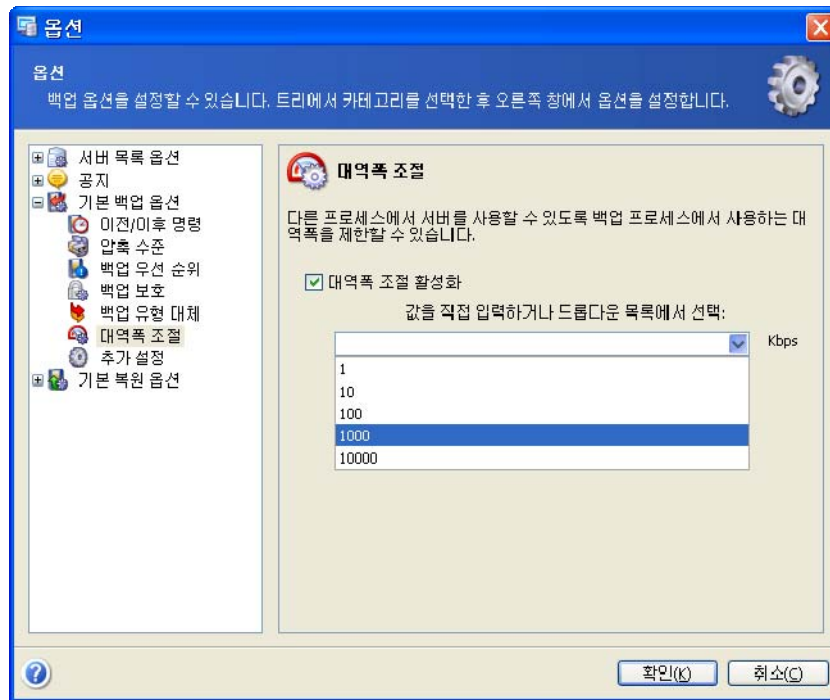 옵션
옵션
백업 옵션을 설정할 수 있습니다. 트리에서 카테고리를 선택한 후 오른쪽 창에서 옵션을 설정합니다.
서버 목록 옵션
공지
기본 백업 옵션
이전/이후 명령
압축 수준
백업 우선 순위
백업 보호
백업 유형 대체
대역폭 조절
추가 설정
기본 복원 옵션
대역폭 조절
다른 프로세스에서 서버를 사용할 수 있도록 백업 프로세스에서 사용하는 대
역폭을 제한할 수 있습니다.
대역폭 조절 활성화
값을 직접 입력하거나 드롭다운 목록에서 선택:
Kbps
1
10
100
1000
10000
확인(K)
취소(C)